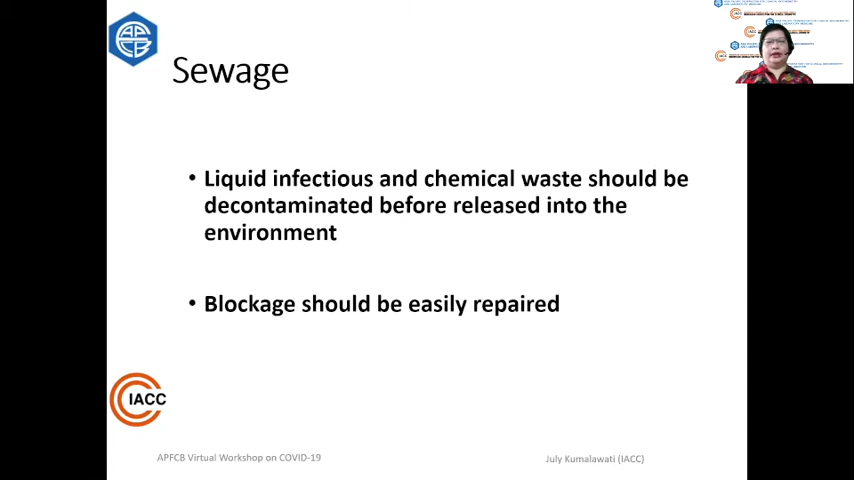 APFCB
Sewage
• Liquid infectious and chemical waste should be
decontaminated before released into the
environment
• Blockage should be easily repaired
IACC
APFCB Virtual Workshop on COVID-19
July Kumalawati (IACC)